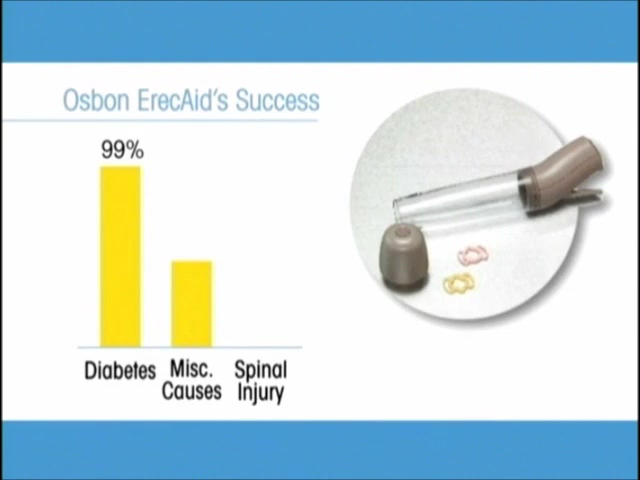 Osbon ErecAid's Success
99%
Diabetes
Misc.
Causes
Spinal
Injury